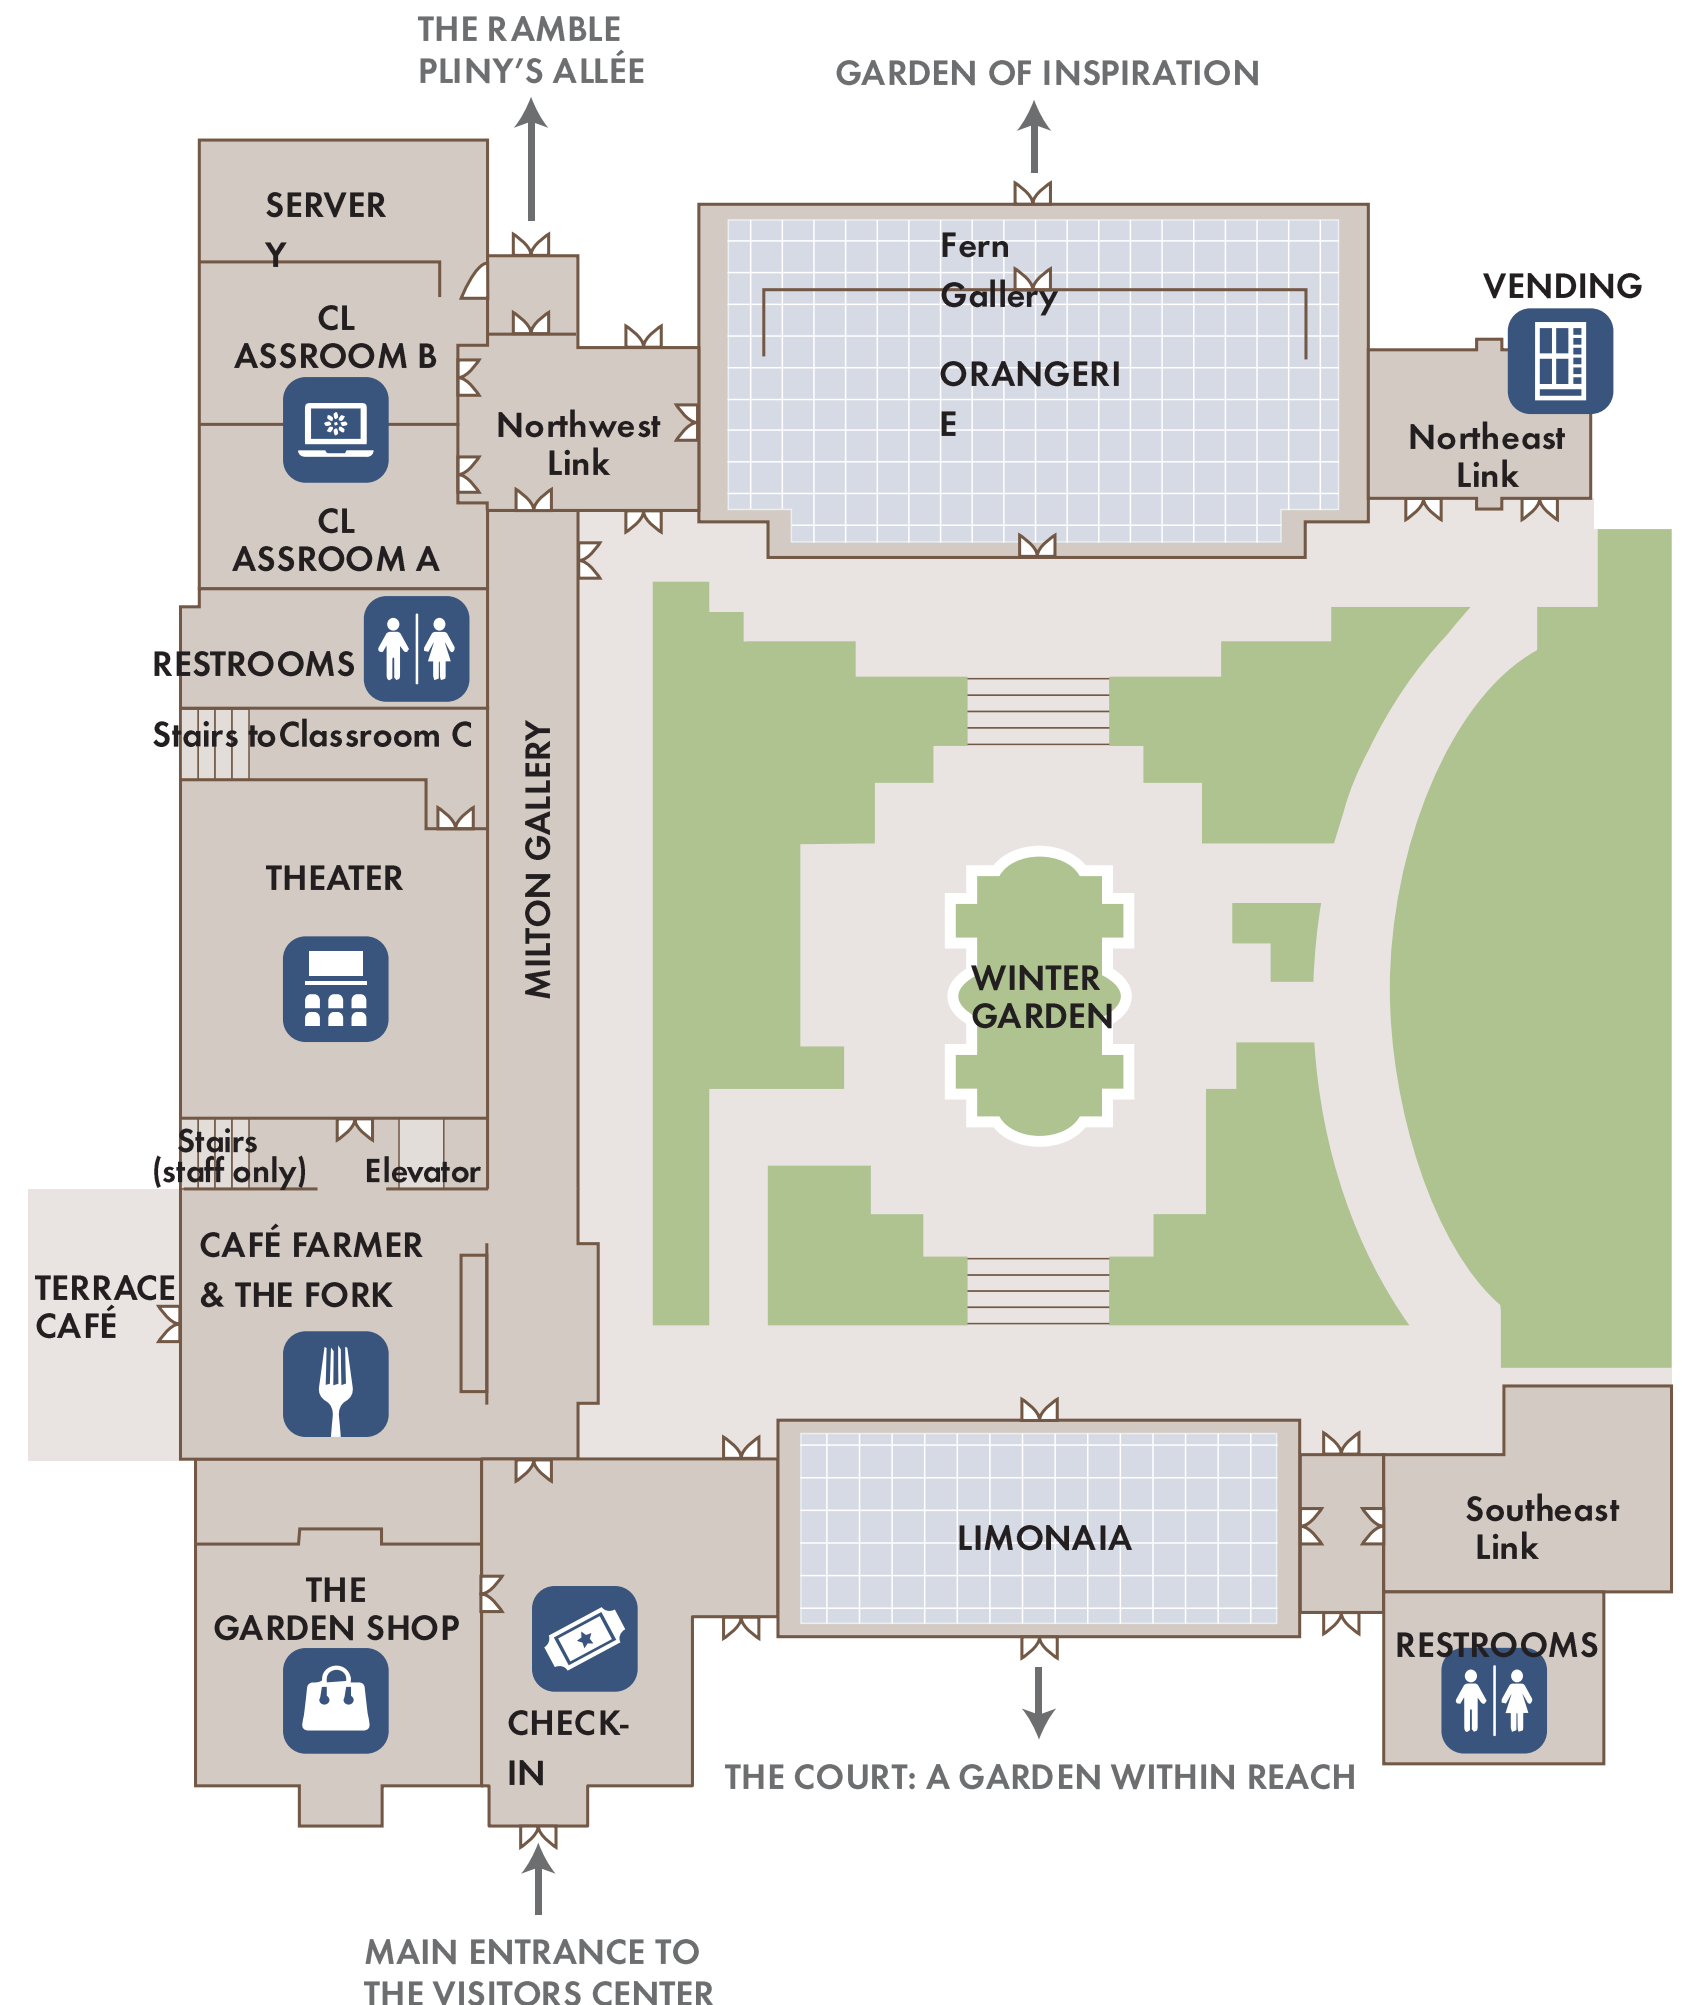 THE RAMBLE
PLINY'S ALLÉE
GARDEN OF INSPIRATION
SERVER
Y
Fern
Gallery
VENDING
CL
ASSROOM B
ORANGERI
E
Northwest
Link
Northeast
Link
CL
ASSROOM A
RESTROOMS
Stairs to Classroom C
MILTON GALLERY
THEATER
WINTER
GARDEN
Stairs
(staff only)
Elevator
CAFÉ FARMER
& THE FORK
TERRACE
CAFÉ
LIMONAIA
Southeast
Link
THE
GARDEN SHOP
RESTROOMS
CHECK-
IN
THE COURT: A GARDEN WITHIN REACH
MAIN ENTRANCE TO
THE VISITORS CENTER